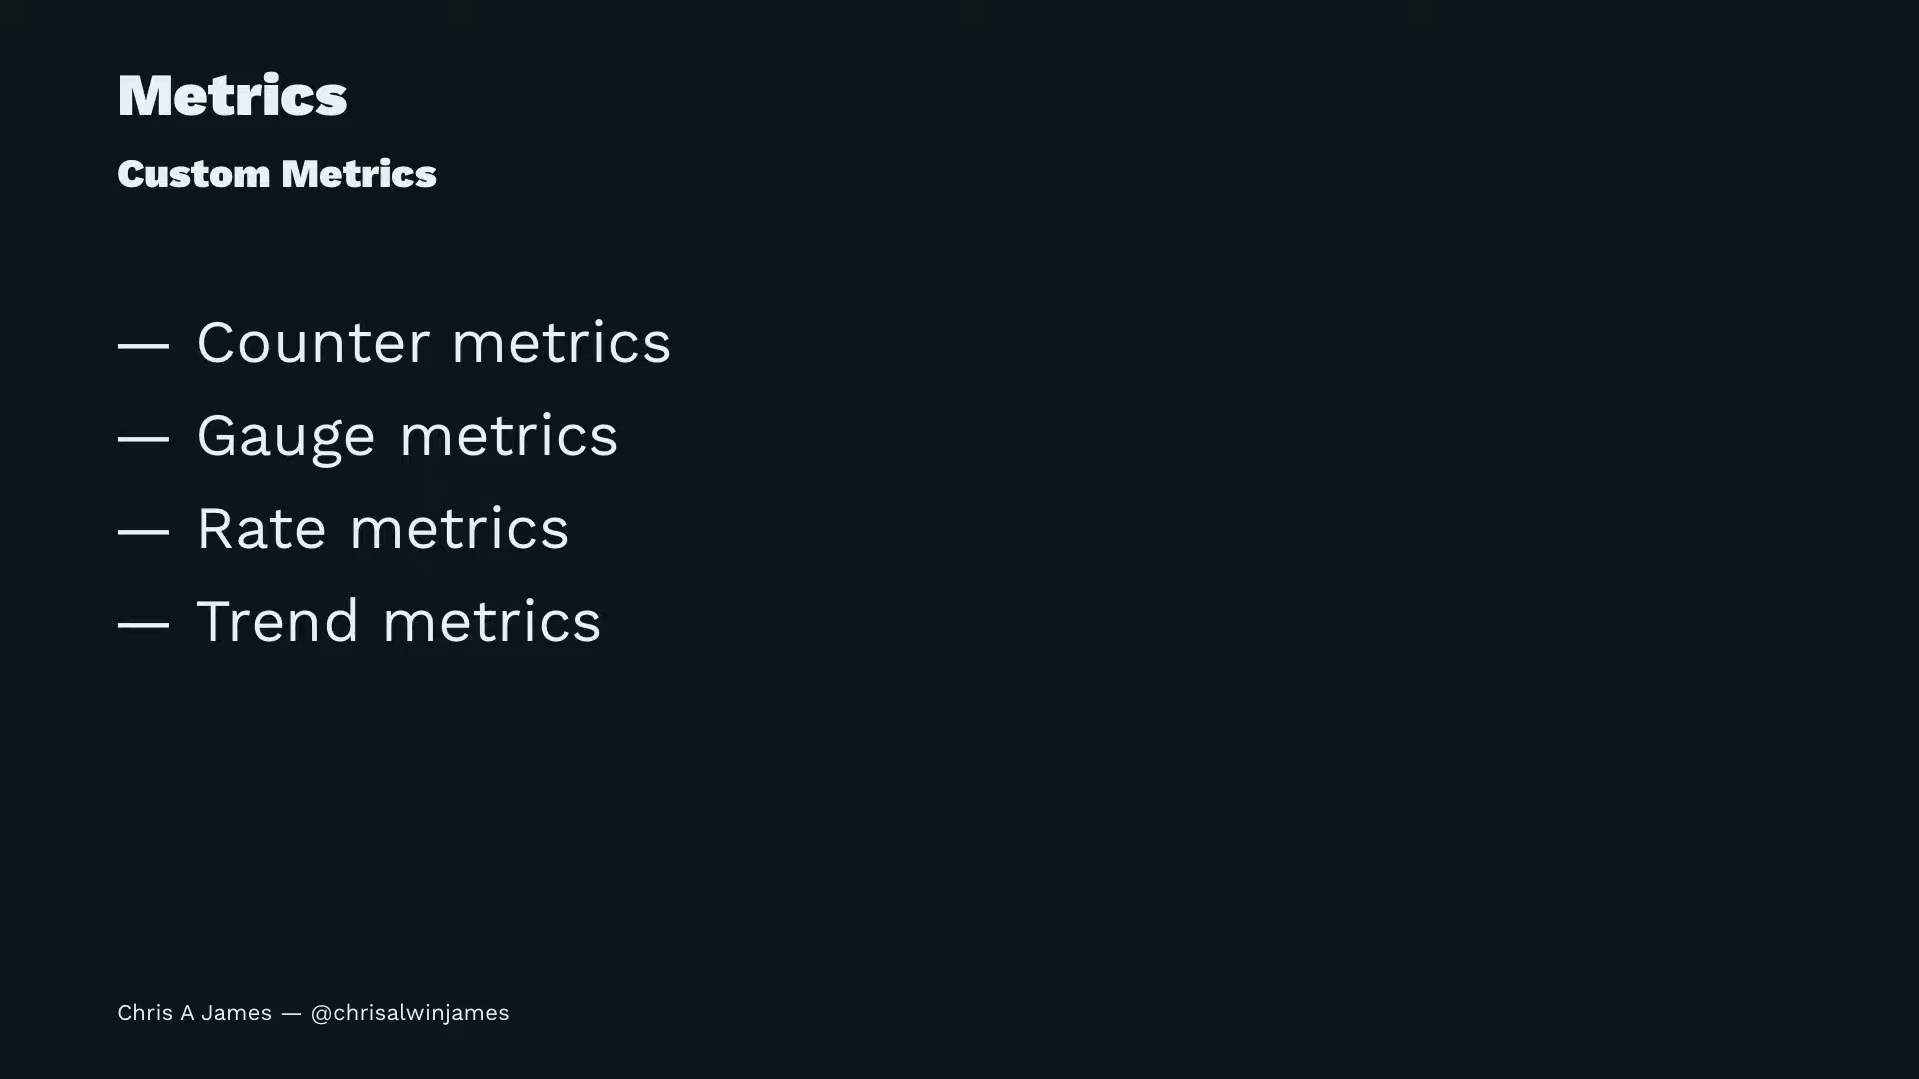 Metrics
Custom Metrics
— Counter metrics
— Gauge metrics
— Rate metrics
— Trend metrics
Chris A James — @chrisalwinjames